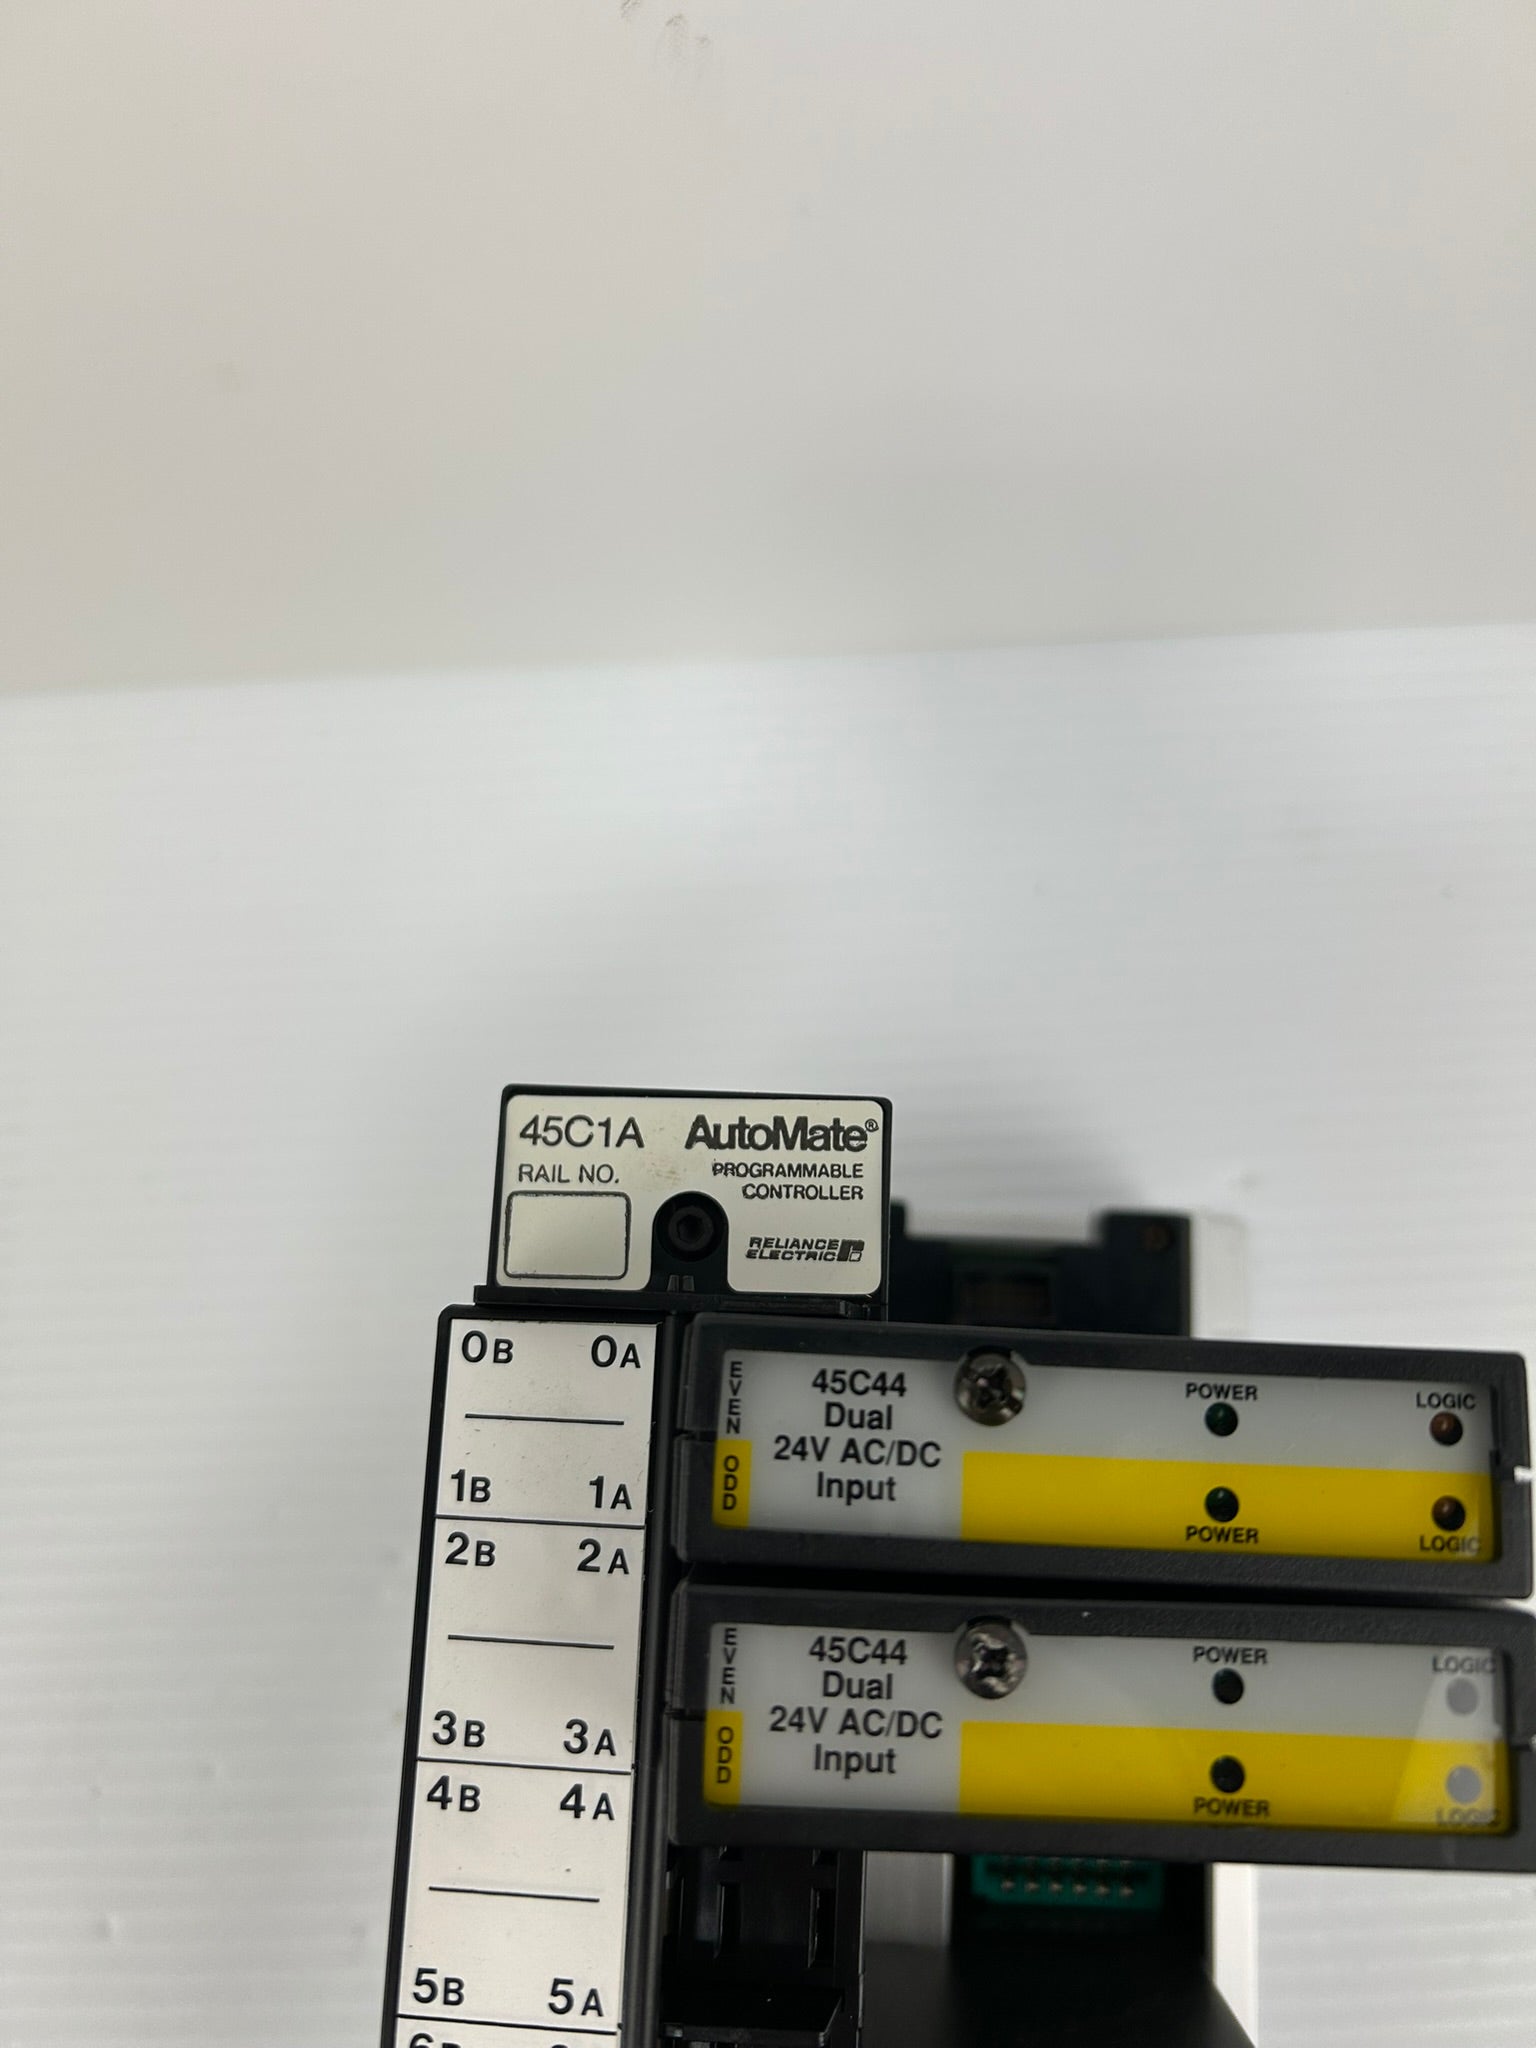 45C1A AutoMate®
RAIL NO. PROGRAMMABLE
CONTROLLER
RELIANCE
ELECTRIC
0B 0A
1B 1A
2B 2A
3B 3A
4B 4A
5B 5A
EVEN
ODD
45C44
Dual
24V AC/DC
Input
POWER LOGIC
POWER LOGIC
EVEN
ODD
45C44
Dual
24V AC/DC
Input
POWER LOGIC
POWER LOGIC